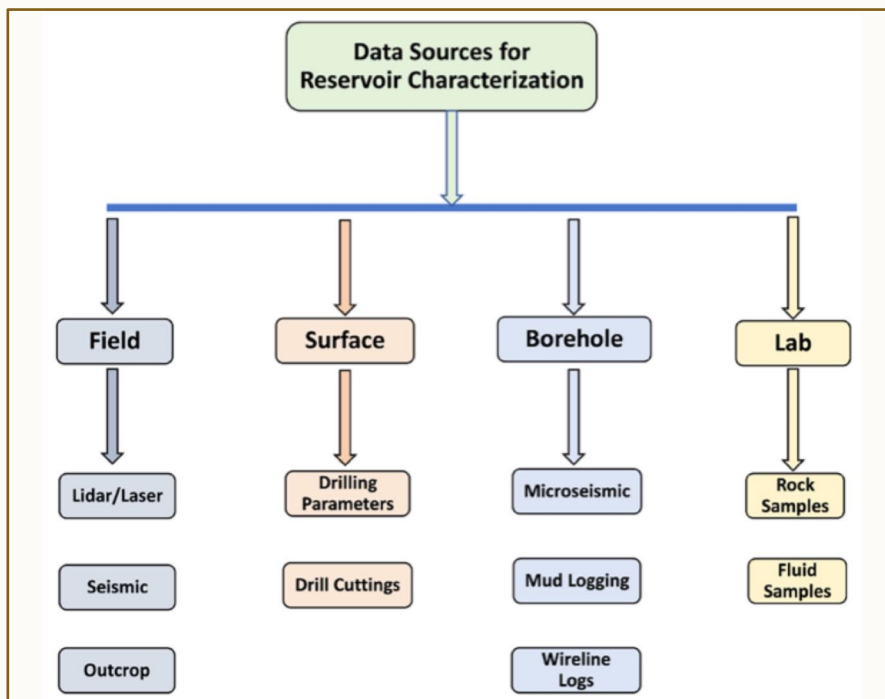 Data Sources for
Reservoir Characterization
Field
Surface
Borehole
Lab
Lidar/Laser
Drilling
Parameters
Microseismic
Rock
Samples
Seismic
Drill Cuttings
Mud Logging
Fluid
Samples
Outcrop
Wireline
Logs